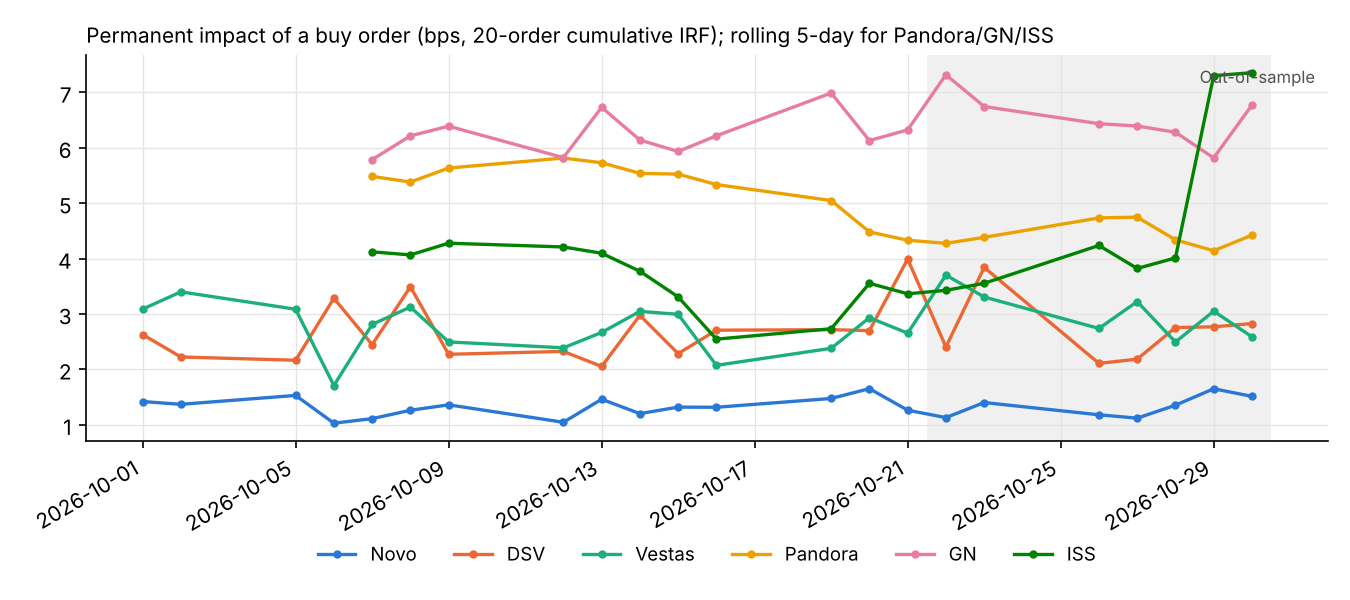 Permanent impact of a buy order (bps, 20-order cumulative IRF); rolling 5-day for Pandora/GN/ISS
Out-of-sample
7
6
5
4
3
2
1
2026-10-01
2026-10-05
2026-10-09
2026-10-13
2026-10-17
2026-10-21
2026-10-25
2026-10-29
Novo
DSV
Vestas
Pandora
GN
ISS